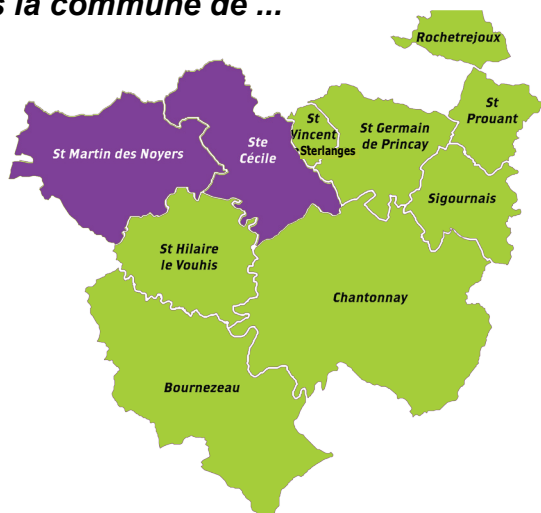 s la commune de ...
Rochetrejoux
St
Prouant
St
Vincent
Sterlanges
St Germain
de Princay
Ste
Cécile
St Martin des Noyers
Sigournais
St Hilaire
le Vouhis
Chantonnay
Bournezeau